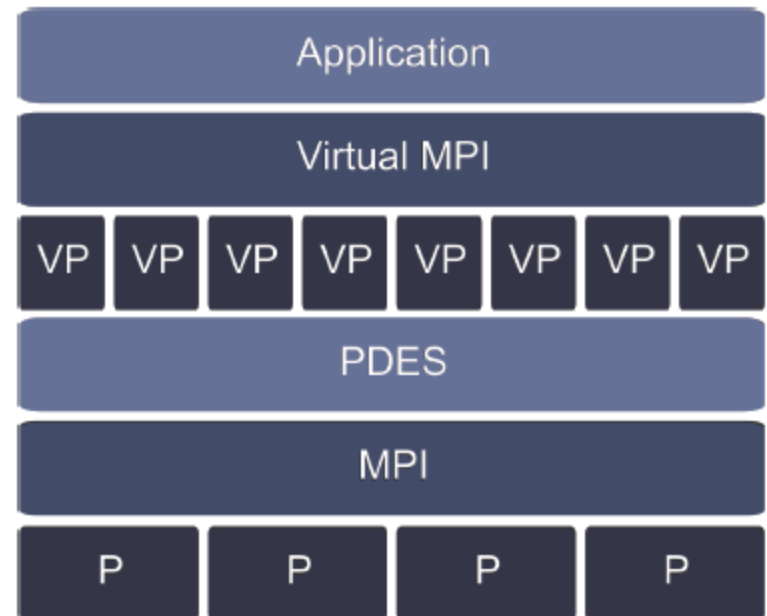 Application
Virtual MPI
VP VP VP VP VP VP VP VP
PDES
MPI
P P P P